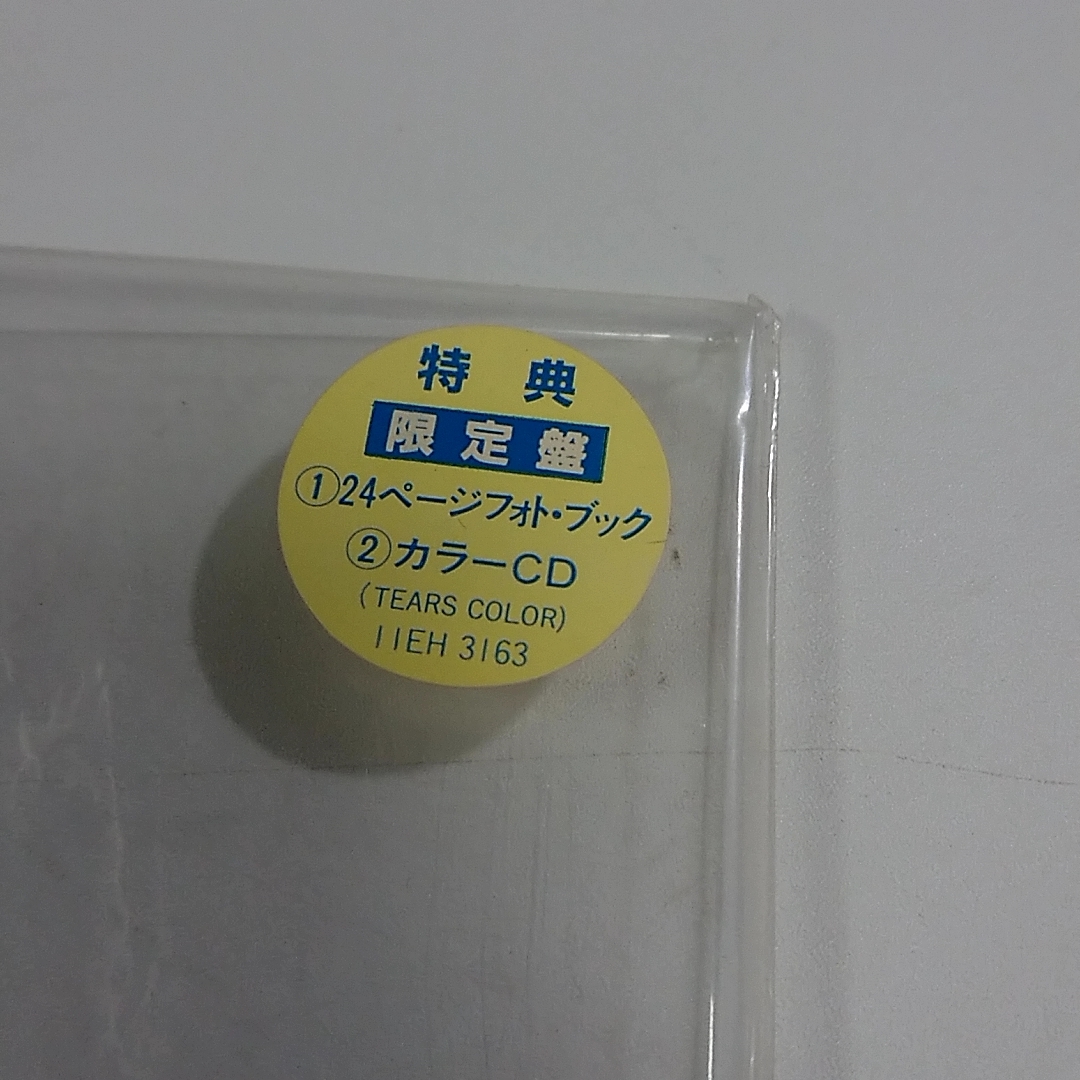 特典
限定盤
①24ページフォト・ブック
②カラーCD
(TEARS COLOR)
11EH 3163